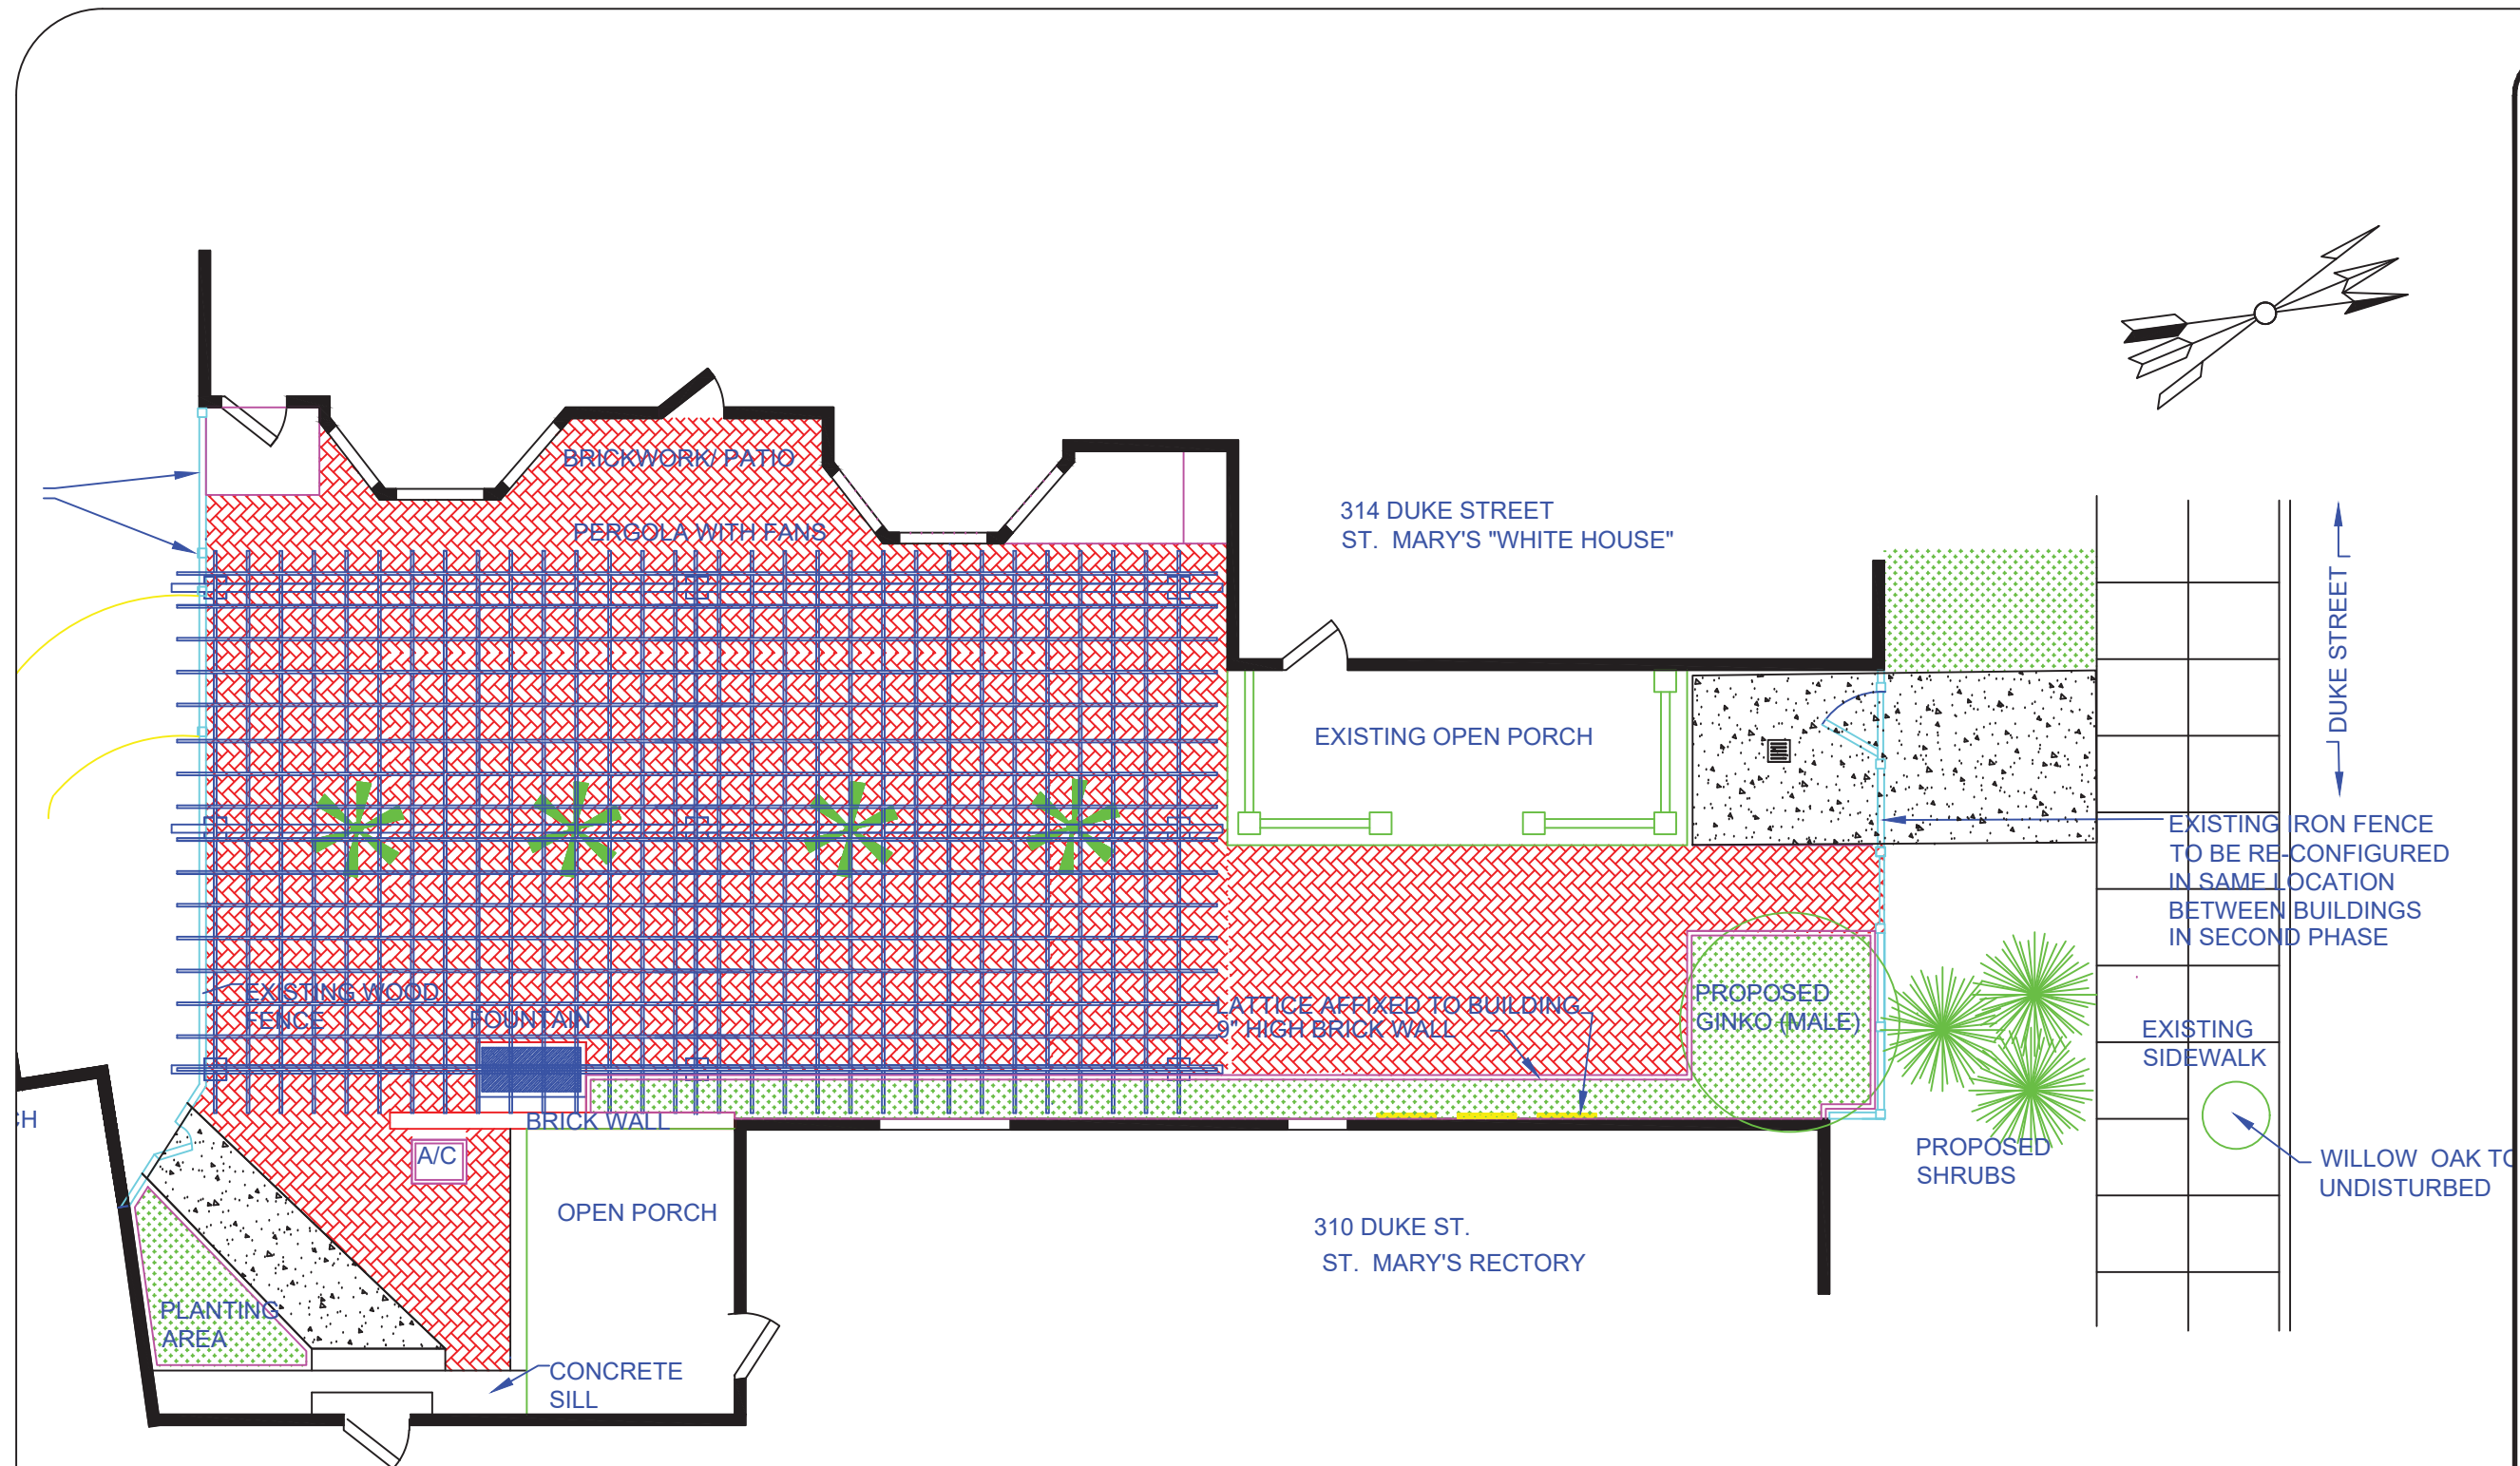 BRICKWORK/ PATIO
PERGOLA WITH FANS
314 DUKE STREET
ST. MARY'S "WHITE HOUSE"
DUKE STREET
EXISTING OPEN PORCH
EXISTING IRON FENCE
TO BE RE-CONFIGURED
IN SAME LOCATION
BETWEEN BUILDINGS
IN SECOND PHASE
EXISTING WOOD
FENCE
FOUNTAIN
LATTICE AFFIXED TO BUILDING
9" HIGH BRICK WALL
PROPOSED
GINKO (MALE)
EXISTING
SIDEWALK
CH
BRICK WALL
A/C
OPEN PORCH
PROPOSED
SHRUBS
WILLOW OAK TO
UNDISTURBED
310 DUKE ST.
ST. MARY'S RECTORY
PLANTING
AREA
CONCRETE
SILL